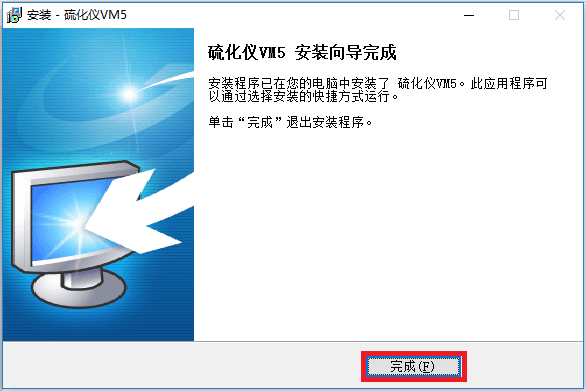 安装 - 硫化仪VM5
硫化仪VM5 安装向导完成
安装程序已在您的电脑中安装了 硫化仪VM5。此应用程序可
以通过选择安装的快捷方式运行。
单击“完成”退出安装程序。
完成(F)